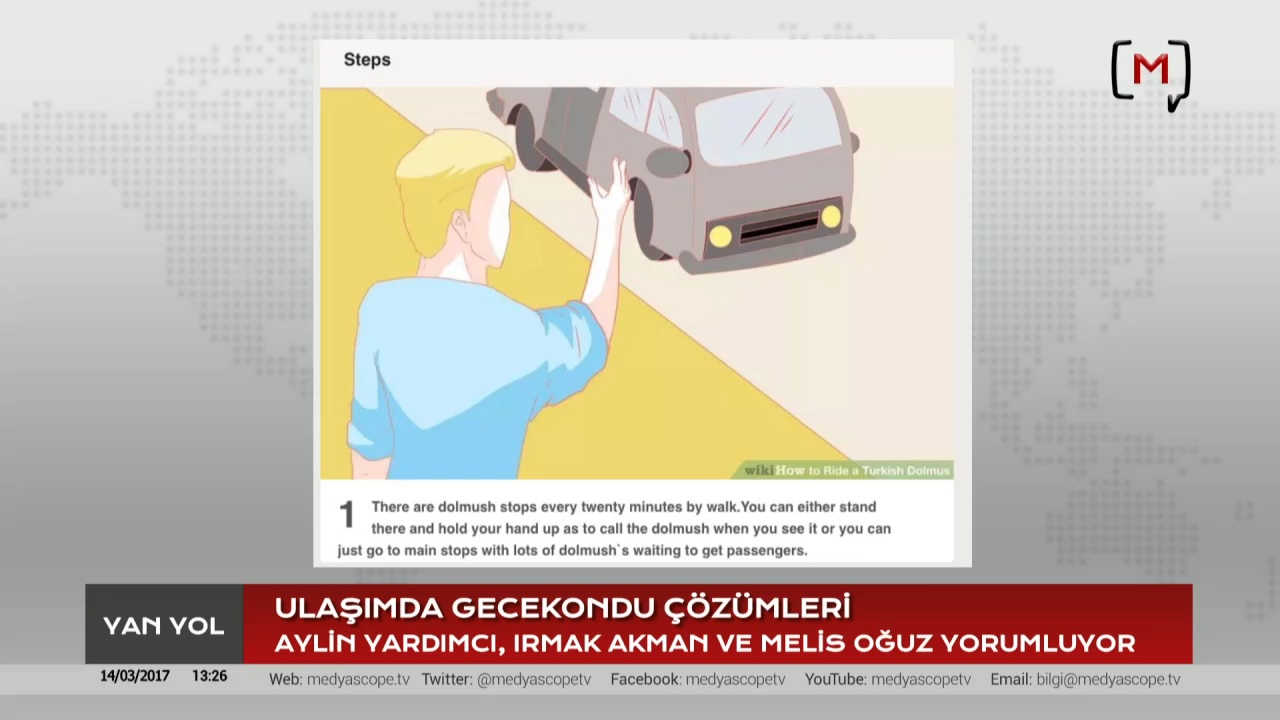 Steps
M
wikiHow to Ride a Turkish Dolmus
1 There are dolmush stops every twenty minutes by walk.You can either stand
there and hold your hand up as to call the dolmush when you see it or you can
just go to main stops with lots of dolmush`s waiting to get passengers.
YAN YOL
ULAŞIMDA GECEKONDU ÇÖZÜMLERİ
AYLİN YARDIMCI, IRMAK AKMAN VE MELİS OĞUZ YORUMLUYOR
14/03/2017 13:26
Web: medyascope.tv Twitter: @medyascopetv Facebook: medyascopetv YouTube: medyascopetv Email: bilgi@medyascope.tv